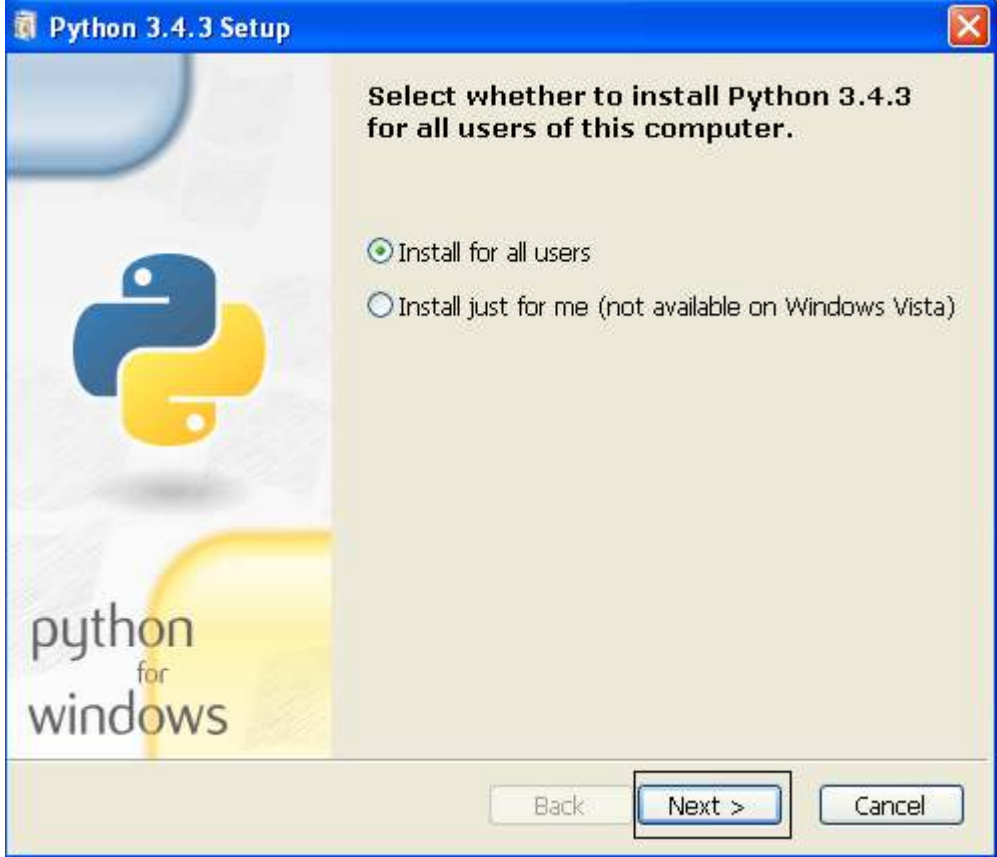 Python 3.4.3 Setup
Select whether to install Python 3.4.3
for all users of this computer.
Install for all users
Install just for me (not available on Windows Vista)
python
for
windows
Back
Next >
Cancel